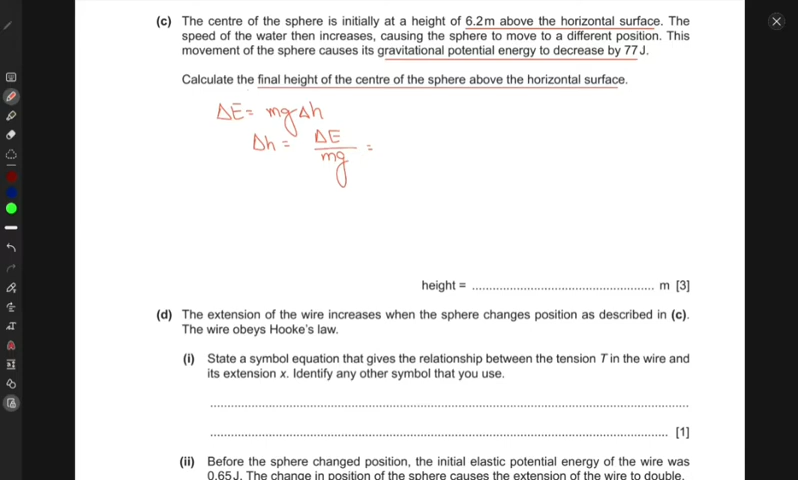 (c) The centre of the sphere is initially at a height of 6.2m above the horizontal surface. The
speed of the water then increases, causing the sphere to move to a different position. This
movement of the sphere causes its gravitational potential energy to decrease by 77J.
Calculate the final height of the centre of the sphere above the horizontal surface.
ΔE = mgΔh
Δh = ΔE/mg =
height = ........................................................ m [3]
(d) The extension of the wire increases when the sphere changes position as described in (c).
The wire obeys Hooke's law.
(i) State a symbol equation that gives the relationship between the tension T in the wire and
its extension x. Identify any other symbol that you use.
[1]
(ii) Before the sphere changed position, the initial elastic potential energy of the wire was
0.65J. The change in position of the sphere causes the extension of the wire to double.